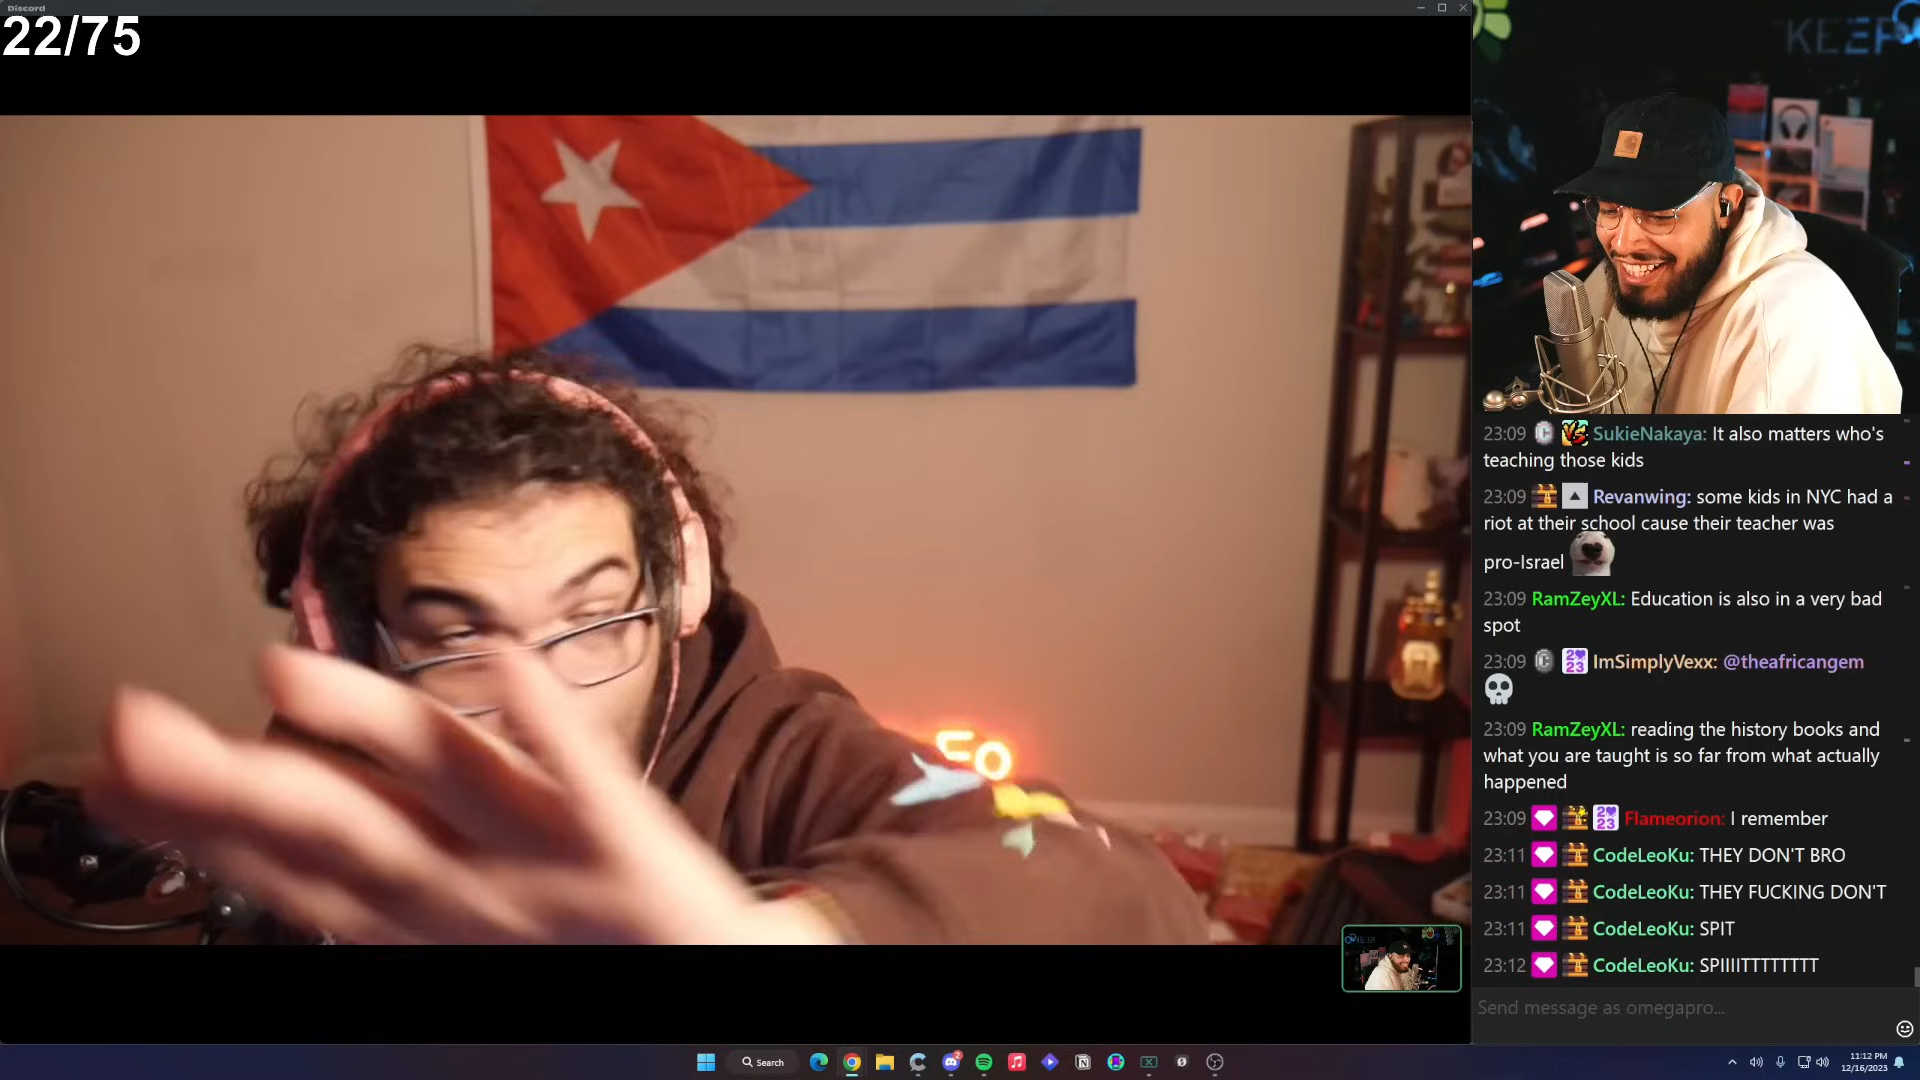 Discord
22/75
KEEP
23:09 SukieNakaya: It also matters who's
teaching those kids
23:09 Revanwing: some kids in NYC had a
riot at their school cause their teacher was
pro-Israel
23:09 RamZeyXL: Education is also in a very bad
spot
23:09 ImSimplyVexx: @theafricangem
23:09 RamZeyXL: reading the history books and
what you are taught is so far from what actually
happened
23:09 Flameorion: I remember
23:11 CodeLeoKu: THEY DON'T BRO
23:11 CodeLeoKu: THEY FUCKING DON'T
23:11 CodeLeoKu: SPIT
23:12 CodeLeoKu: SPIIIITTTTTTTT
Send message as omegapro...
Search
11:12 PM
12/16/2023